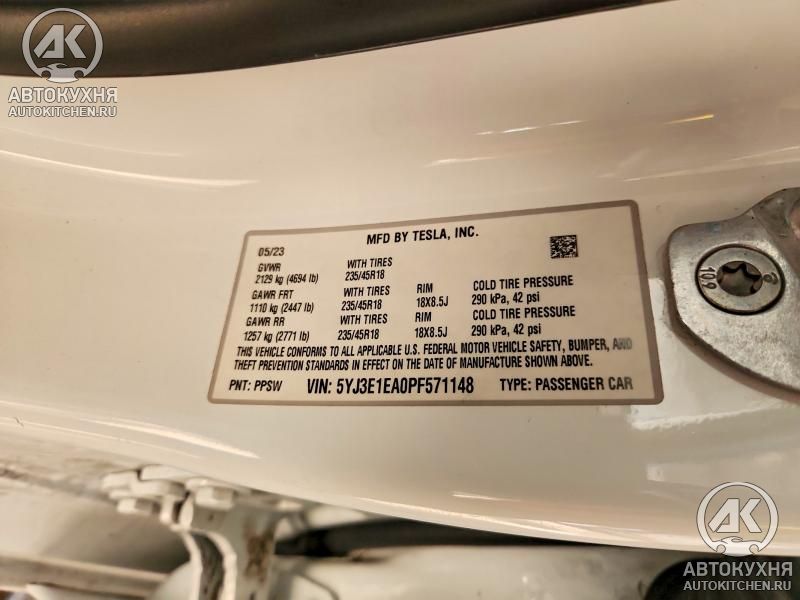 AK
АВТОКУХНЯ
AUTOKITCHEN.RU
MFD BY TESLA, INC.
05/23
GVWR WITH TIRES
2129 kg (4694 lb) 235/45R18
GAWR FRT WITH TIRES RIM COLD TIRE PRESSURE
1110 kg (2447 lb) 235/45R18 18X8.5J 290 kPa, 42 psi
GAWR RR WITH TIRES RIM COLD TIRE PRESSURE
1257 kg (2771 lb) 235/45R18 18X8.5J 290 kPa, 42 psi
THIS VEHICLE CONFORMS TO ALL APPLICABLE U.S. FEDERAL MOTOR VEHICLE SAFETY, BUMPER, AND
THEFT PREVENTION STANDARDS IN EFFECT ON THE DATE OF MANUFACTURE SHOWN ABOVE.
PNT: PPSW VIN: 5YJ3E1EA0PF571148 TYPE: PASSENGER CAR
10.9
AK
АВТОКУХНЯ
AUTOKITCHEN.RU